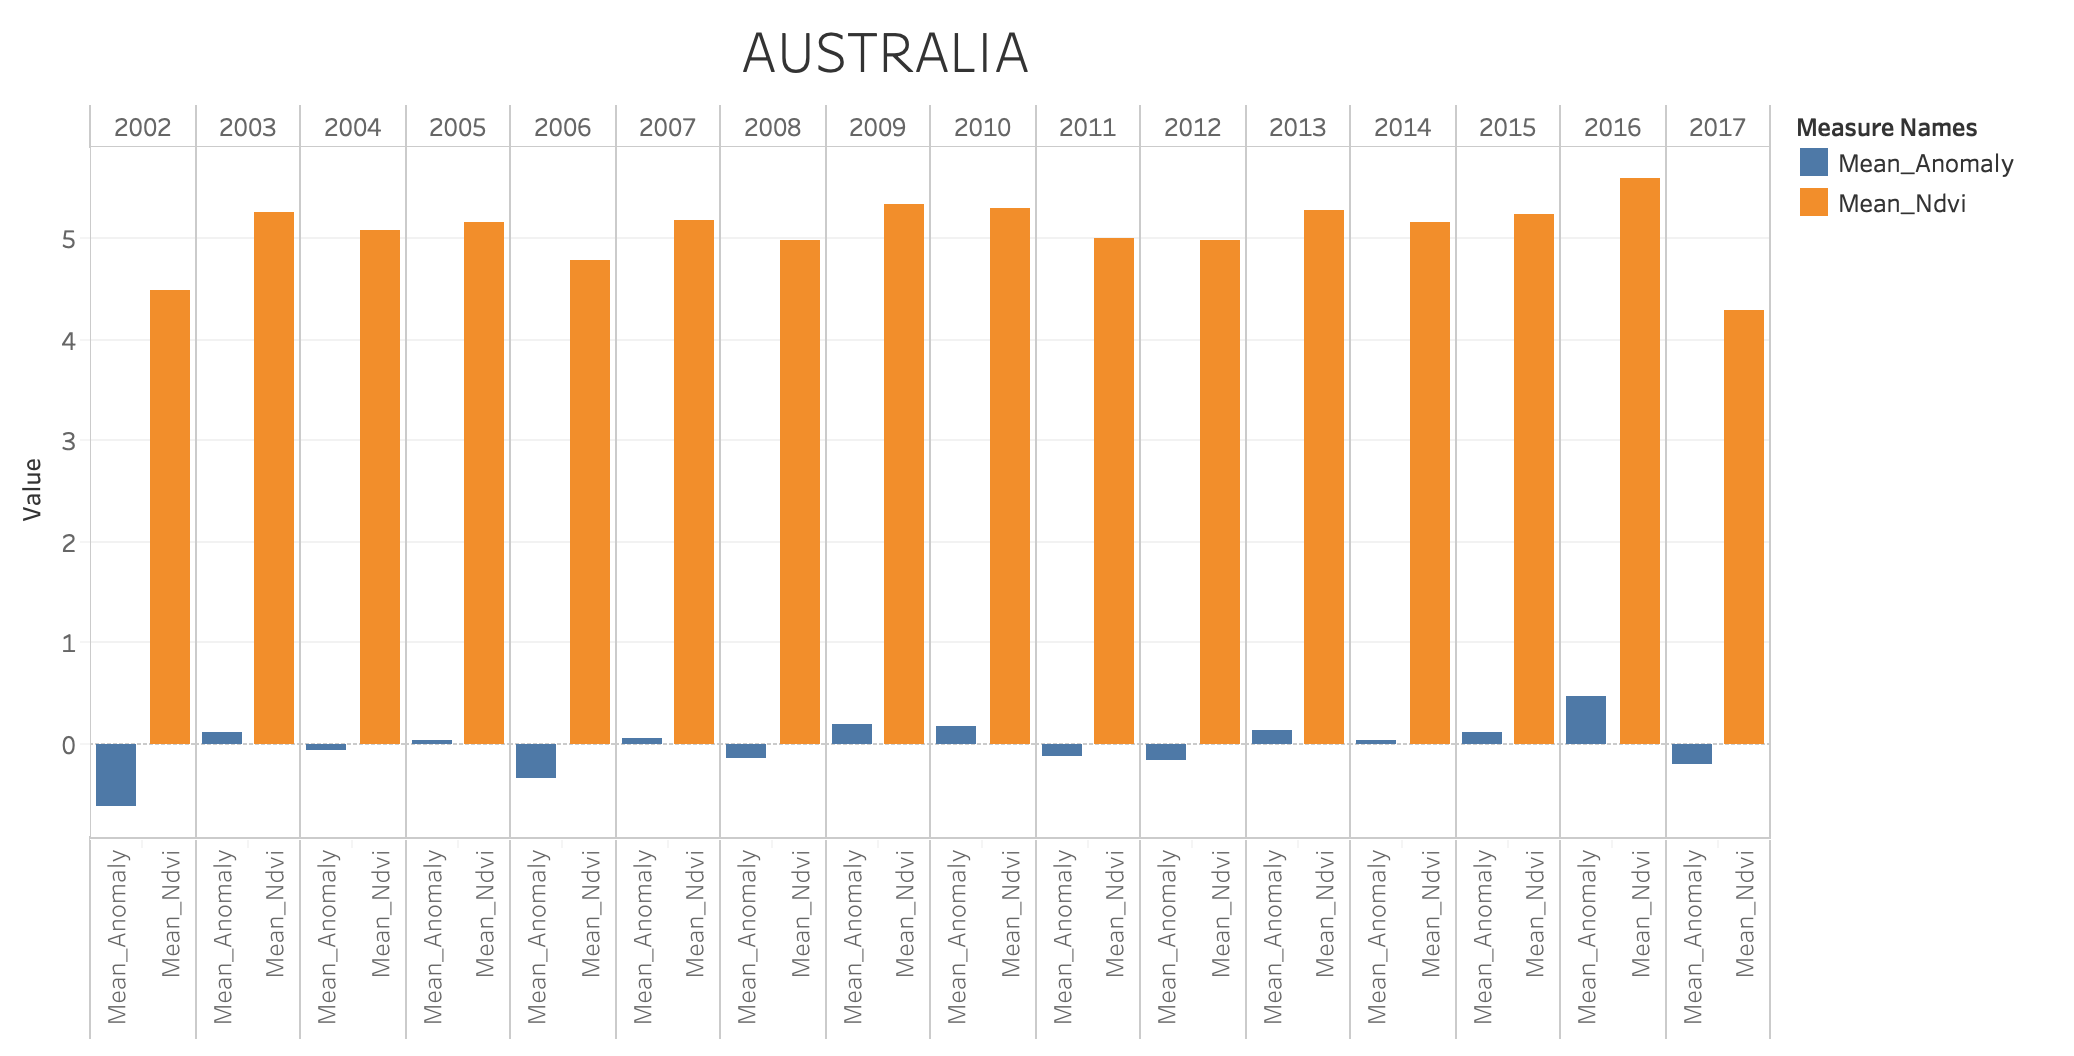 AUSTRALIA
2002 2003 2004 2005 2006 2007 2008 2009 2010 2011 2012 2013 2014 2015 2016 2017
Measure Names
Mean_Anomaly
Mean_Ndvi
Value
5
4
3
2
1
0
Mean_Anomaly Mean_Ndvi Mean_Anomaly Mean_Ndvi Mean_Anomaly Mean_Ndvi Mean_Anomaly Mean_Ndvi Mean_Anomaly Mean_Ndvi Mean_Anomaly Mean_Ndvi Mean_Anomaly Mean_Ndvi Mean_Anomaly Mean_Ndvi Mean_Anomaly Mean_Ndvi Mean_Anomaly Mean_Ndvi Mean_Anomaly Mean_Ndvi Mean_Anomaly Mean_Ndvi Mean_Anomaly Mean_Ndvi Mean_Anomaly Mean_Ndvi Mean_Anomaly Mean_Ndvi Mean_Anomaly Mean_Ndvi